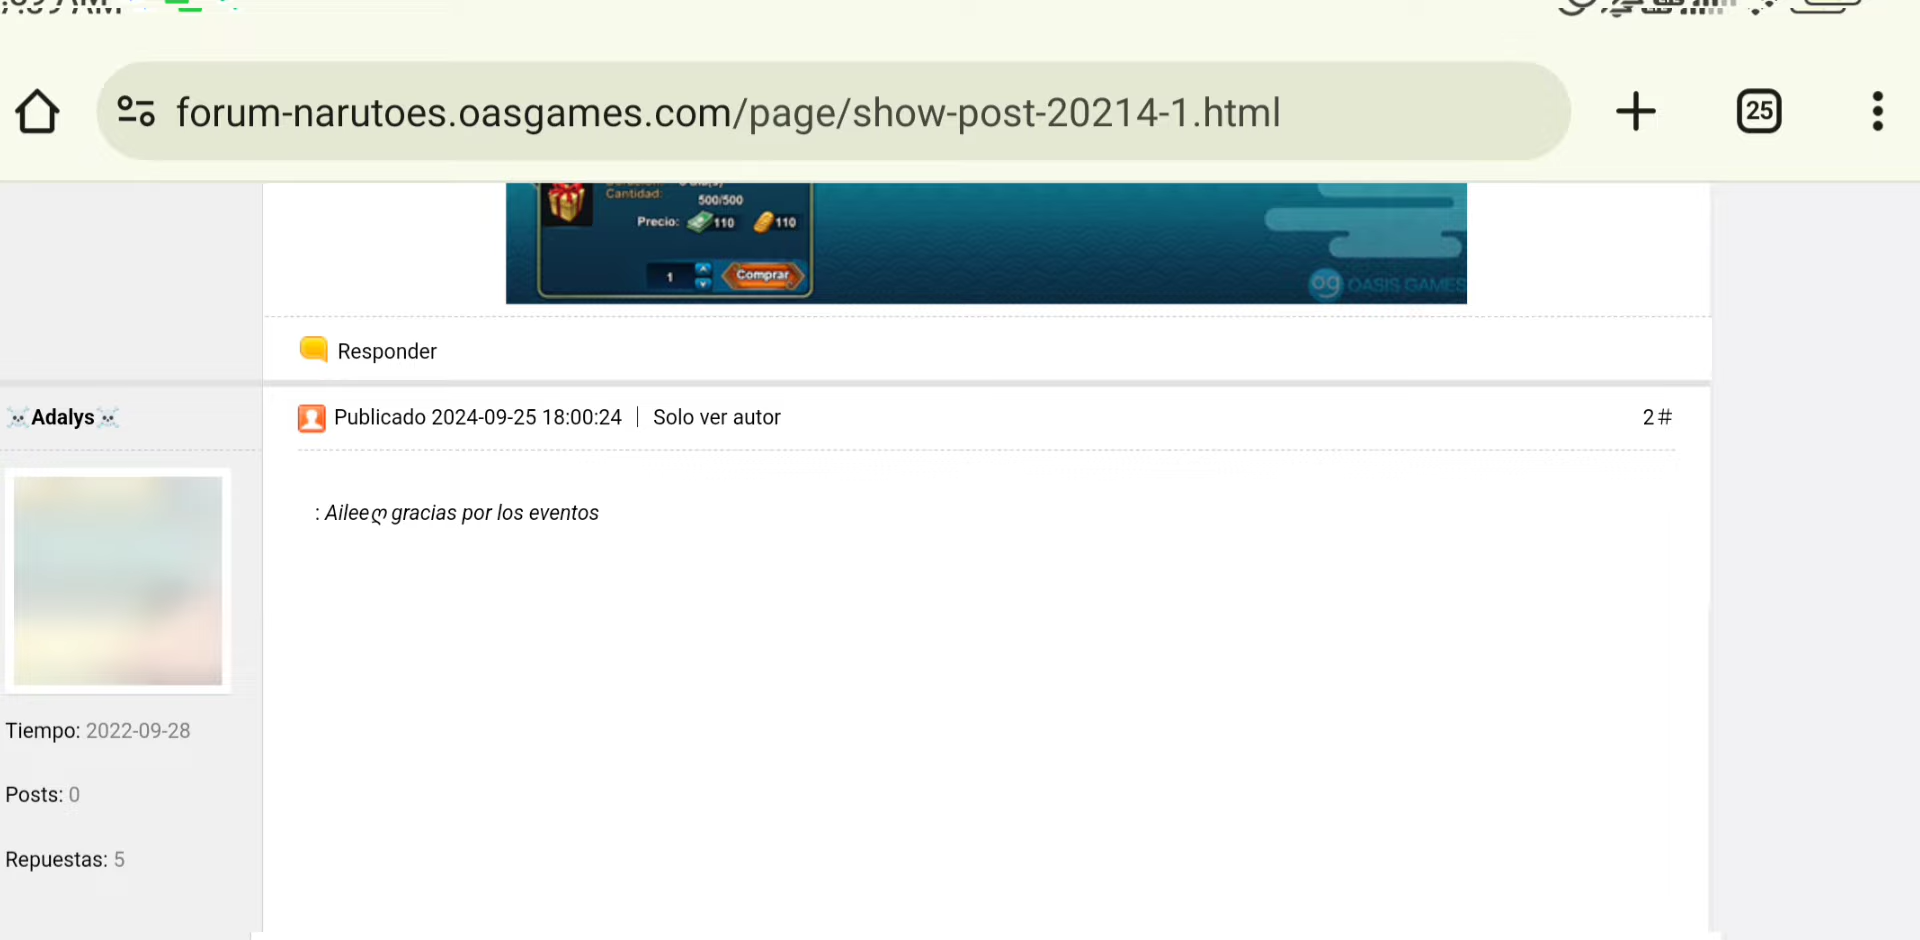 forum-narutoes.oasgames.com/page/show-post-20214-1.html
25
Cantidad:
500/500
Precio: 110 110
1 Comprar
og OASIS GAMES
Responder
☠️Adalys☠️
Publicado 2024-09-25 18:00:24 | Solo ver autor
2#
: Aileeღ gracias por los eventos
Tiempo: 2022-09-28
Posts: 0
Repuestas: 5